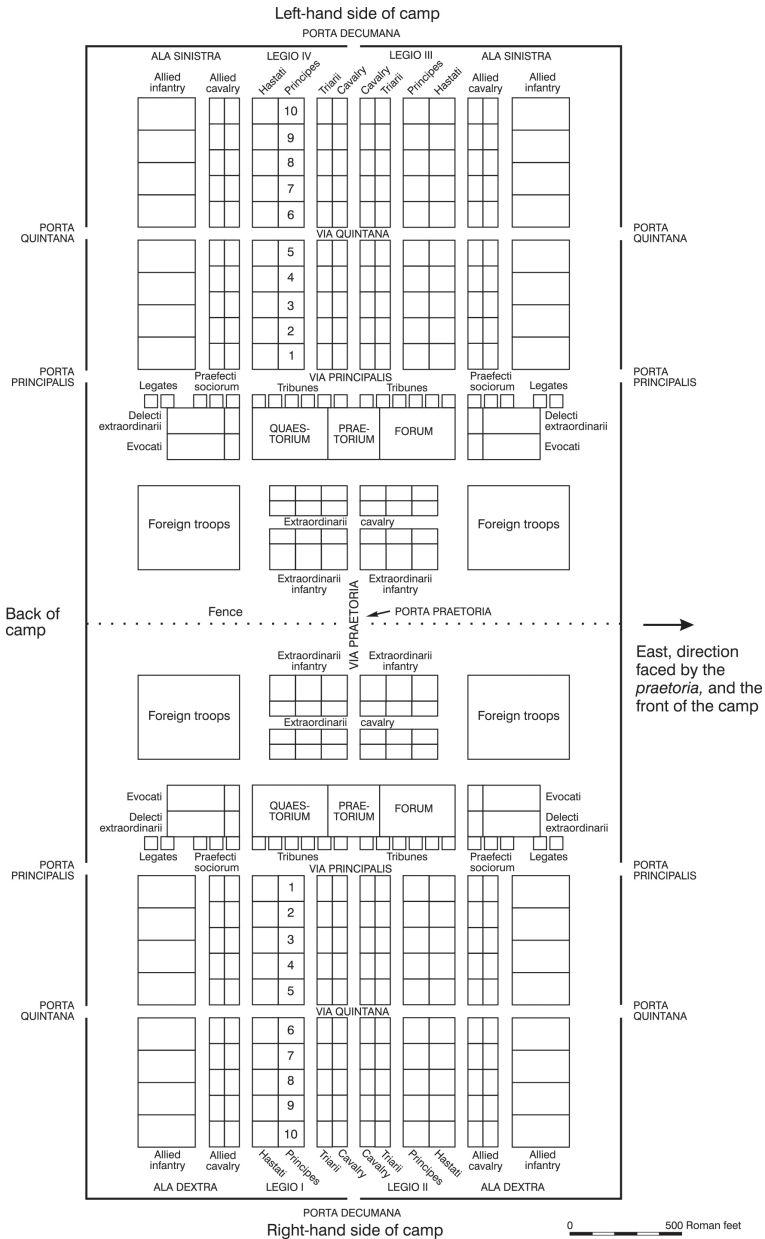 Left-hand side of camp
PORTA DECUMANA
ALA SINISTRA LEGIO IV LEGIO III ALA SINISTRA
Allied infantry Allied cavalry Hastati Principes Triarii Cavalry Cavalry Triarii Principes Hastati Allied cavalry Allied infantry
10
9
8
7
6
PORTA QUINTANA VIA QUINTANA PORTA QUINTANA
5
4
3
2
1
PORTA PRINCIPALIS VIA PRINCIPALIS PORTA PRINCIPALIS
Legates Praefecti sociorum Tribunes Tribunes Praefecti sociorum Legates
Delecti extraordinarii QUAES-TORIUM PRAE-TORIUM FORUM Delecti extraordinarii
Evocati Evocati
Foreign troops Extraordinarii cavalry Foreign troops
Extraordinarii infantry Extraordinarii infantry
VIA PRAETORIA
Back of camp
Fence PORTA PRAETORIA
East, direction
faced by the
praetoria, and the
front of the camp
Extraordinarii infantry Extraordinarii infantry
Foreign troops Extraordinarii cavalry Foreign troops
Evocati QUAES-TORIUM PRAE-TORIUM FORUM Evocati
Delecti extraordinarii Delecti extraordinarii
Legates Praefecti sociorum Tribunes Tribunes Praefecti sociorum Legates
PORTA PRINCIPALIS VIA PRINCIPALIS PORTA PRINCIPALIS
1
2
3
4
5
PORTA QUINTANA VIA QUINTANA PORTA QUINTANA
6
7
8
9
10
Allied infantry Allied cavalry Hastati Principes Triarii Cavalry Cavalry Triarii Principes Hastati Allied cavalry Allied infantry
ALA DEXTRA LEGIO I LEGIO II ALA DEXTRA
PORTA DECUMANA
Right-hand side of camp
0 500 Roman feet